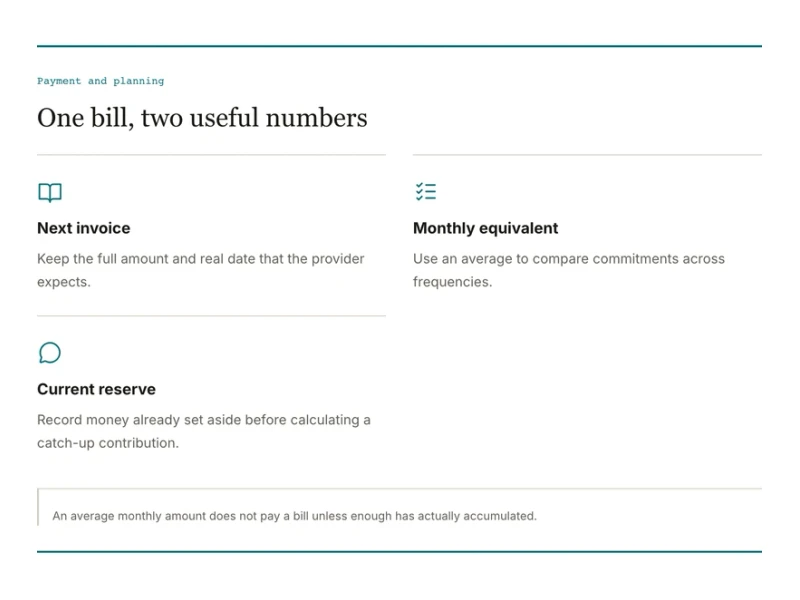 Payment and planning
One bill, two useful numbers
Next invoice
Keep the full amount and real date that the provider
expects.
Monthly equivalent
Use an average to compare commitments across
frequencies.
Current reserve
Record money already set aside before calculating a
catch-up contribution.
An average monthly amount does not pay a bill unless enough has actually accumulated.